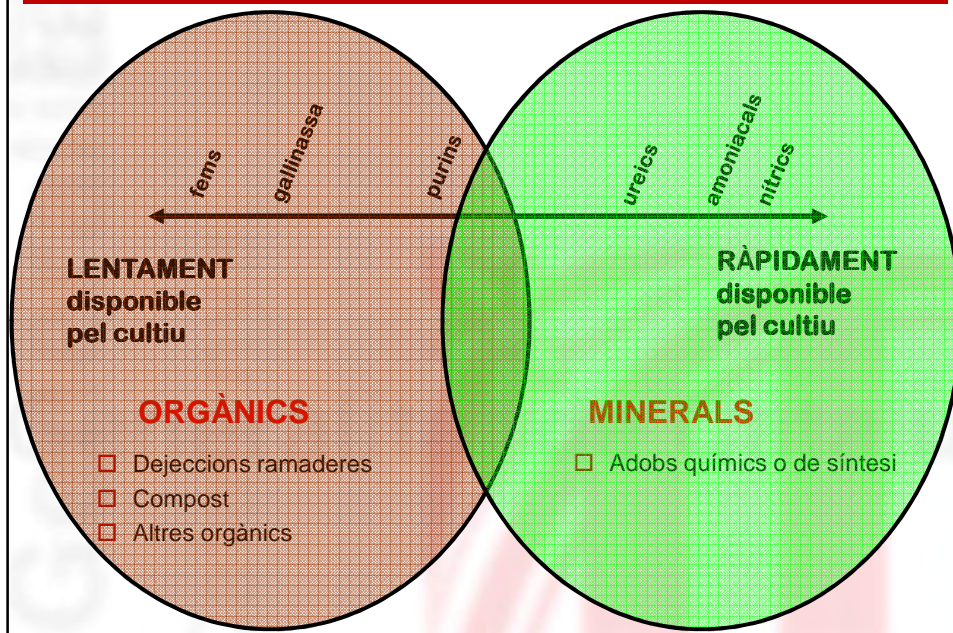 fems
gallinassa
purins
ureics
amoniacals
nítrics
LENTAMENT
disponible
pel cultiu
RÀPIDAMENT
disponible
pel cultiu
ORGÀNICS
Dejeccions ramaderes
Compost
Altres orgànics
MINERALS
Adobs químics o de síntesi